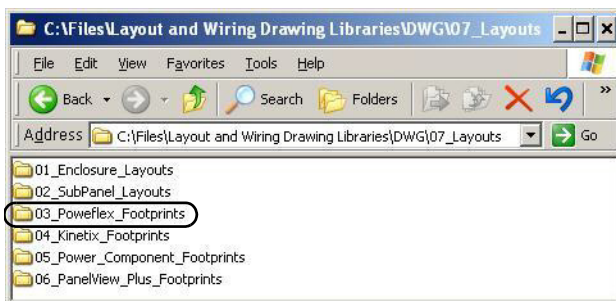 C:\Files\Layout and Wiring Drawing Libraries\DWG\07_Layouts
File Edit View Favorites Tools Help
Back Search Folders »
Address C:\Files\Layout and Wiring Drawing Libraries\DWG\07_Layouts Go
01_Enclosure_Layouts
02_SubPanel_Layouts
03_Poweflex_Footprints
04_Kinetix_Footprints
05_Power_Component_Footprints
06_PanelView_Plus_Footprints